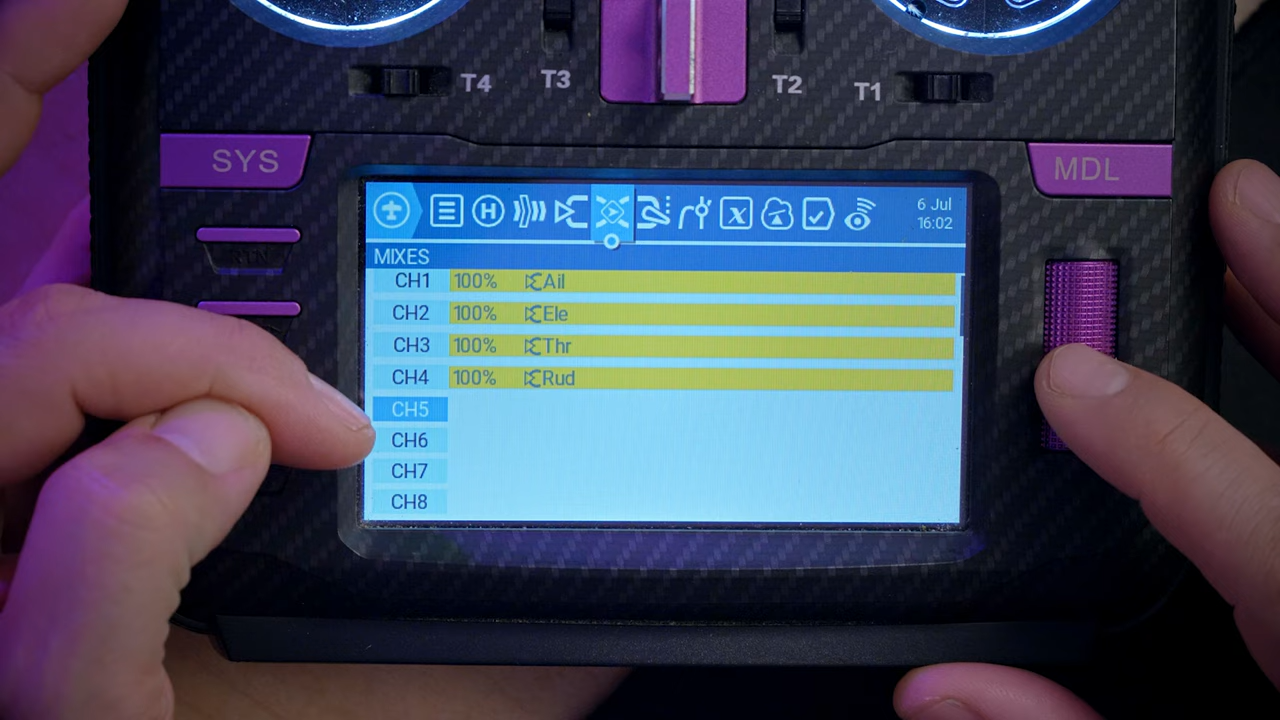 T4
T3
T2
T1
SYS
MDL
RTN
H
X
6 Jul
16:02
MIXES
CH1 100% Ail
CH2 100% Ele
CH3 100% Thr
CH4 100% Rud
CH5
CH6
CH7
CH8